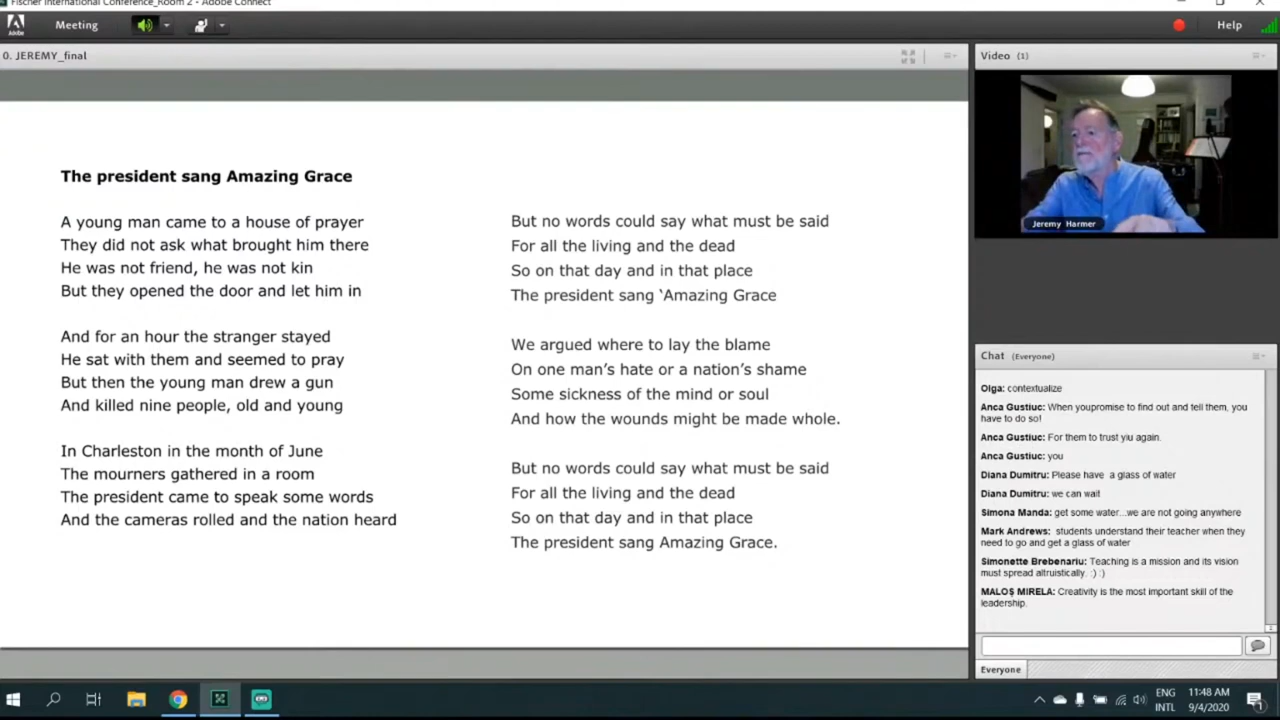 Fischer International Conference_Room 2 - Adobe Connect
Meeting
Help
0. JEREMY_final
The president sang Amazing Grace
A young man came to a house of prayer
They did not ask what brought him there
He was not friend, he was not kin
But they opened the door and let him in
And for an hour the stranger stayed
He sat with them and seemed to pray
But then the young man drew a gun
And killed nine people, old and young
In Charleston in the month of June
The mourners gathered in a room
The president came to speak some words
And the cameras rolled and the nation heard
But no words could say what must be said
For all the living and the dead
So on that day and in that place
The president sang ‘Amazing Grace
We argued where to lay the blame
On one man’s hate or a nation’s shame
Some sickness of the mind or soul
And how the wounds might be made whole.
But no words could say what must be said
For all the living and the dead
So on that day and in that place
The president sang Amazing Grace.
Video (1)
Jeremy Harmer
Chat (Everyone)
Olga: contextualize
Anca Gustiuc: When youpromise to find out and tell them, you
have to do so!
Anca Gustiuc: For them to trust yiu again.
Anca Gustiuc: you
Diana Dumitru: Please have a glass of water
Diana Dumitru: we can wait
Simona Manda: get some water...we are not going anywhere
Mark Andrews: students understand their teacher when they
need to go and get a glass of water
Simonette Brebenariu: Teaching is a mission and its vision
must spread altruistically. :) :)
MALOȘ MIRELA: Creativity is the most important skill of the
leadership.
Everyone
ENG
INTL
11:48 AM
9/4/2020